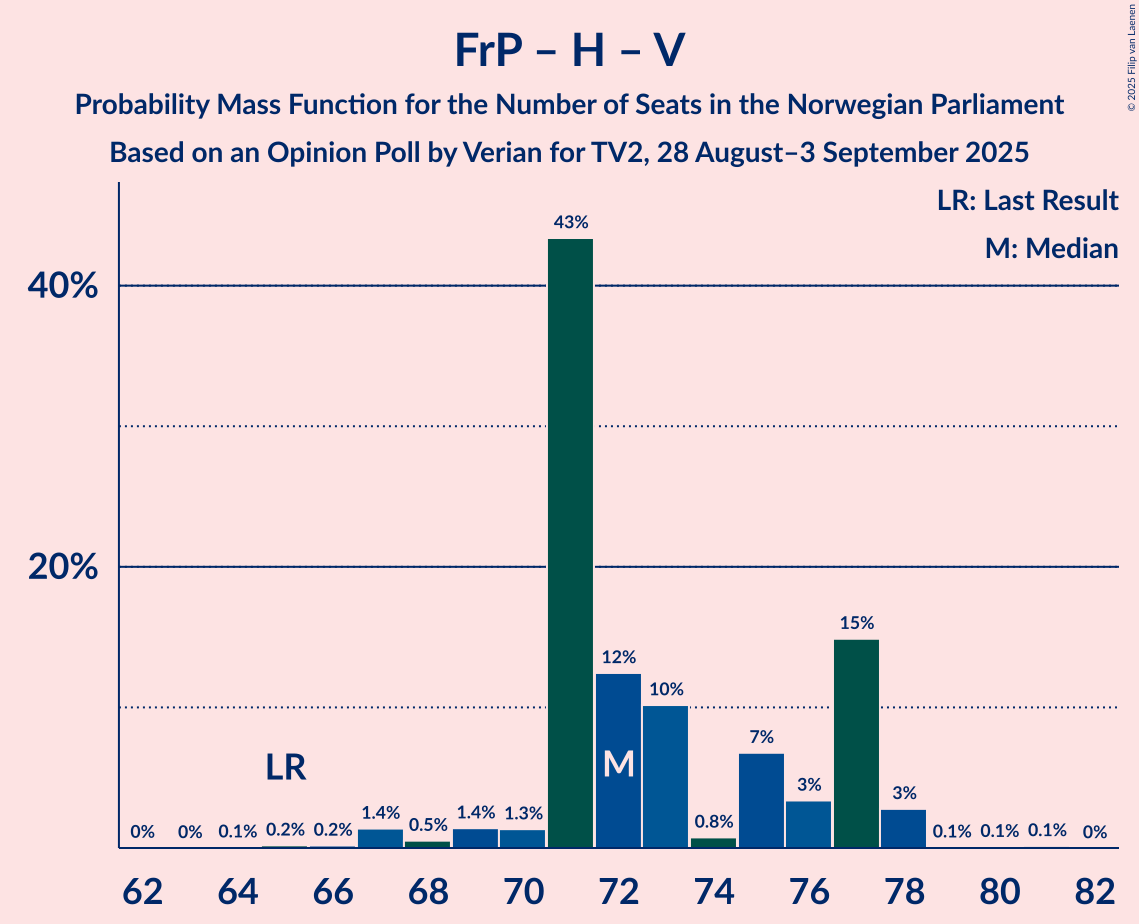 FrP – H – V
Probability Mass Function for the Number of Seats in the Norwegian Parliament
Based on an Opinion Poll by Verian for TV2, 28 August–3 September 2025
© 2025 Filip van Laenen
LR: Last Result
M: Median
40%
20%
0%
0%
0.1%
0.2%
0.2%
1.4%
0.5%
1.4%
1.3%
43%
12%
10%
0.8%
7%
3%
15%
3%
0.1%
0.1%
0.1%
0%
LR
M
62 64 66 68 70 72 74 76 78 80 82